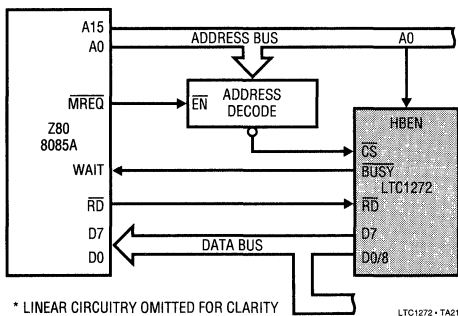 A15
A0
ADDRESS BUS
A0
MREQ
EN
ADDRESS
DECODE
HBEN
Z80
8085A
CS
WAIT
BUSY
LTC1272
RD
RD
D7
D7
D0
DATA BUS
D0/8
* LINEAR CIRCUITRY OMITTED FOR CLARITY
LTC1272 • TA21